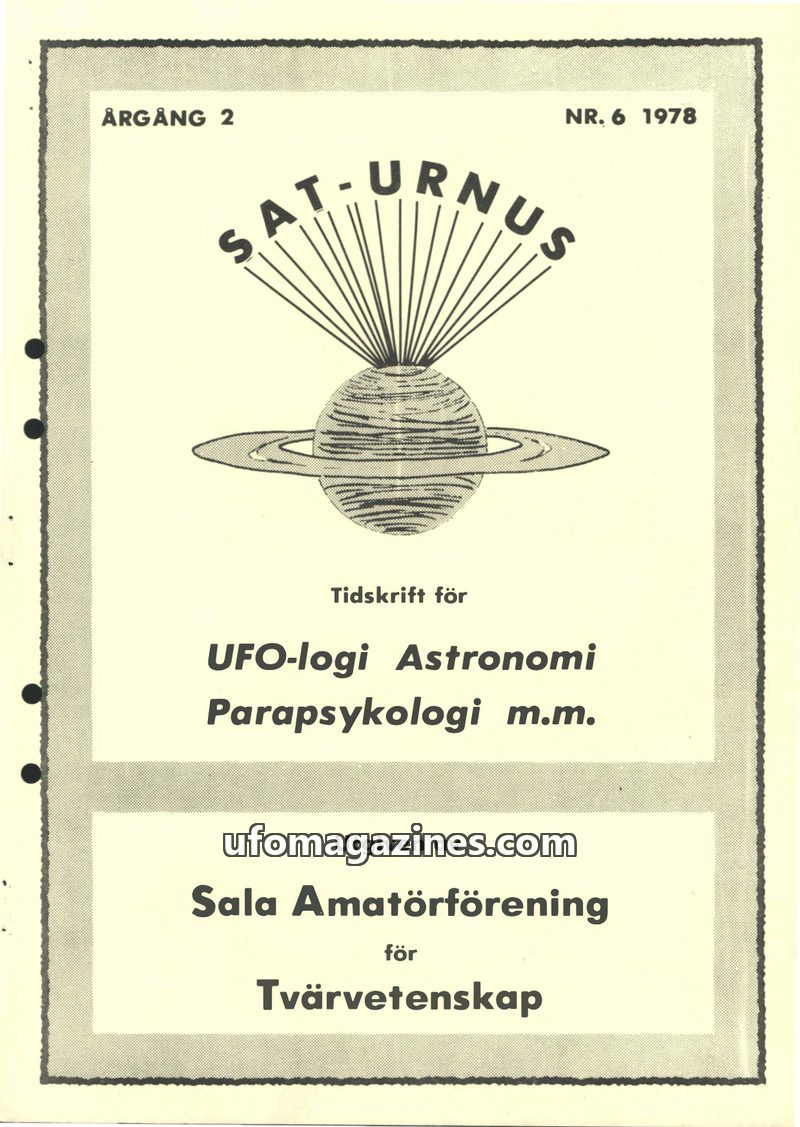 ÅRGÅNG 2
NR. 6 1978
SAT-URNUS
Tidskrift för
UFO-logi Astronomi
Parapsykologi m.m.
ufomagazines.com
Sala Amatörförening
för
Tvärvetenskap